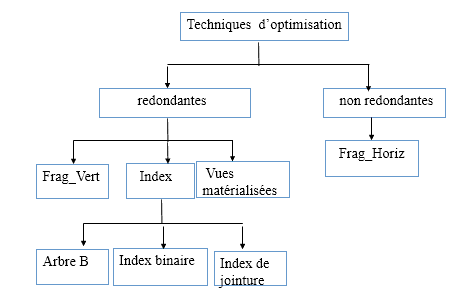 Techniques d'optimisation
redondantes
non redondantes
Frag_Vert
Index
Vues
matérialisées
Frag_Horiz
Arbre B
Index binaire
Index de
jointure